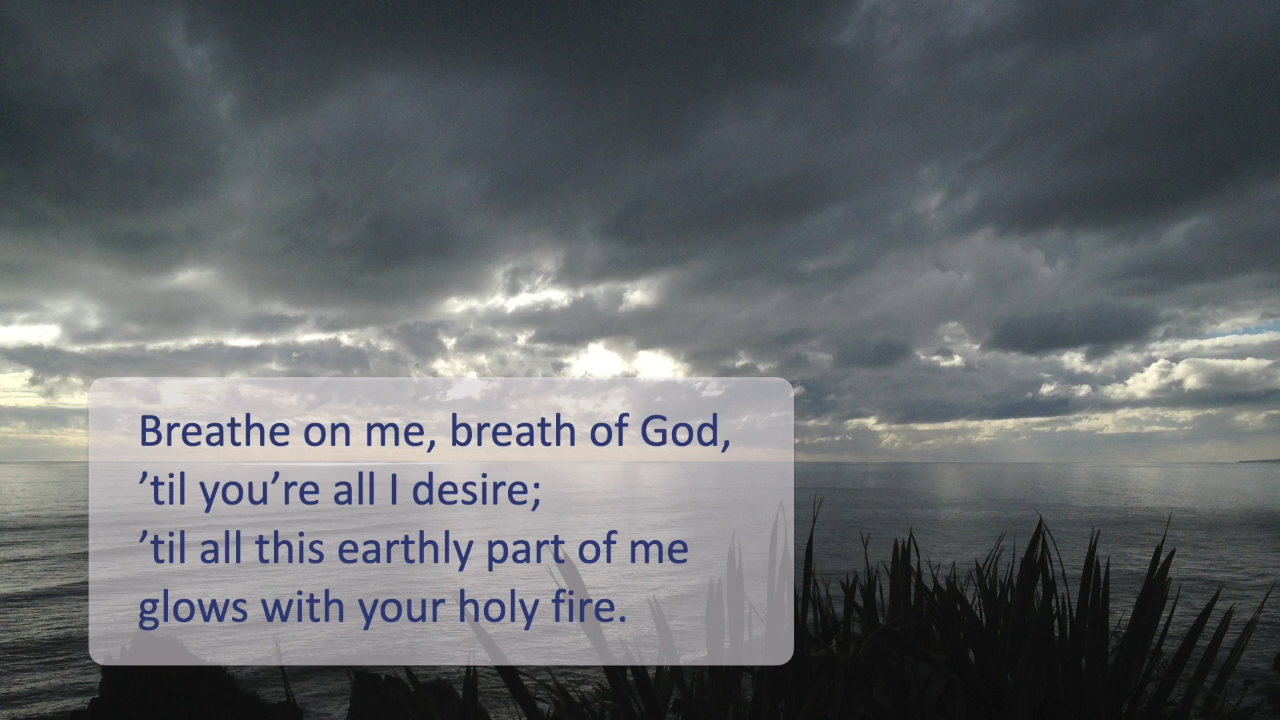 Breathe on me, breath of God,
’til you’re all I desire;
’til all this earthly part of me
glows with your holy fire.